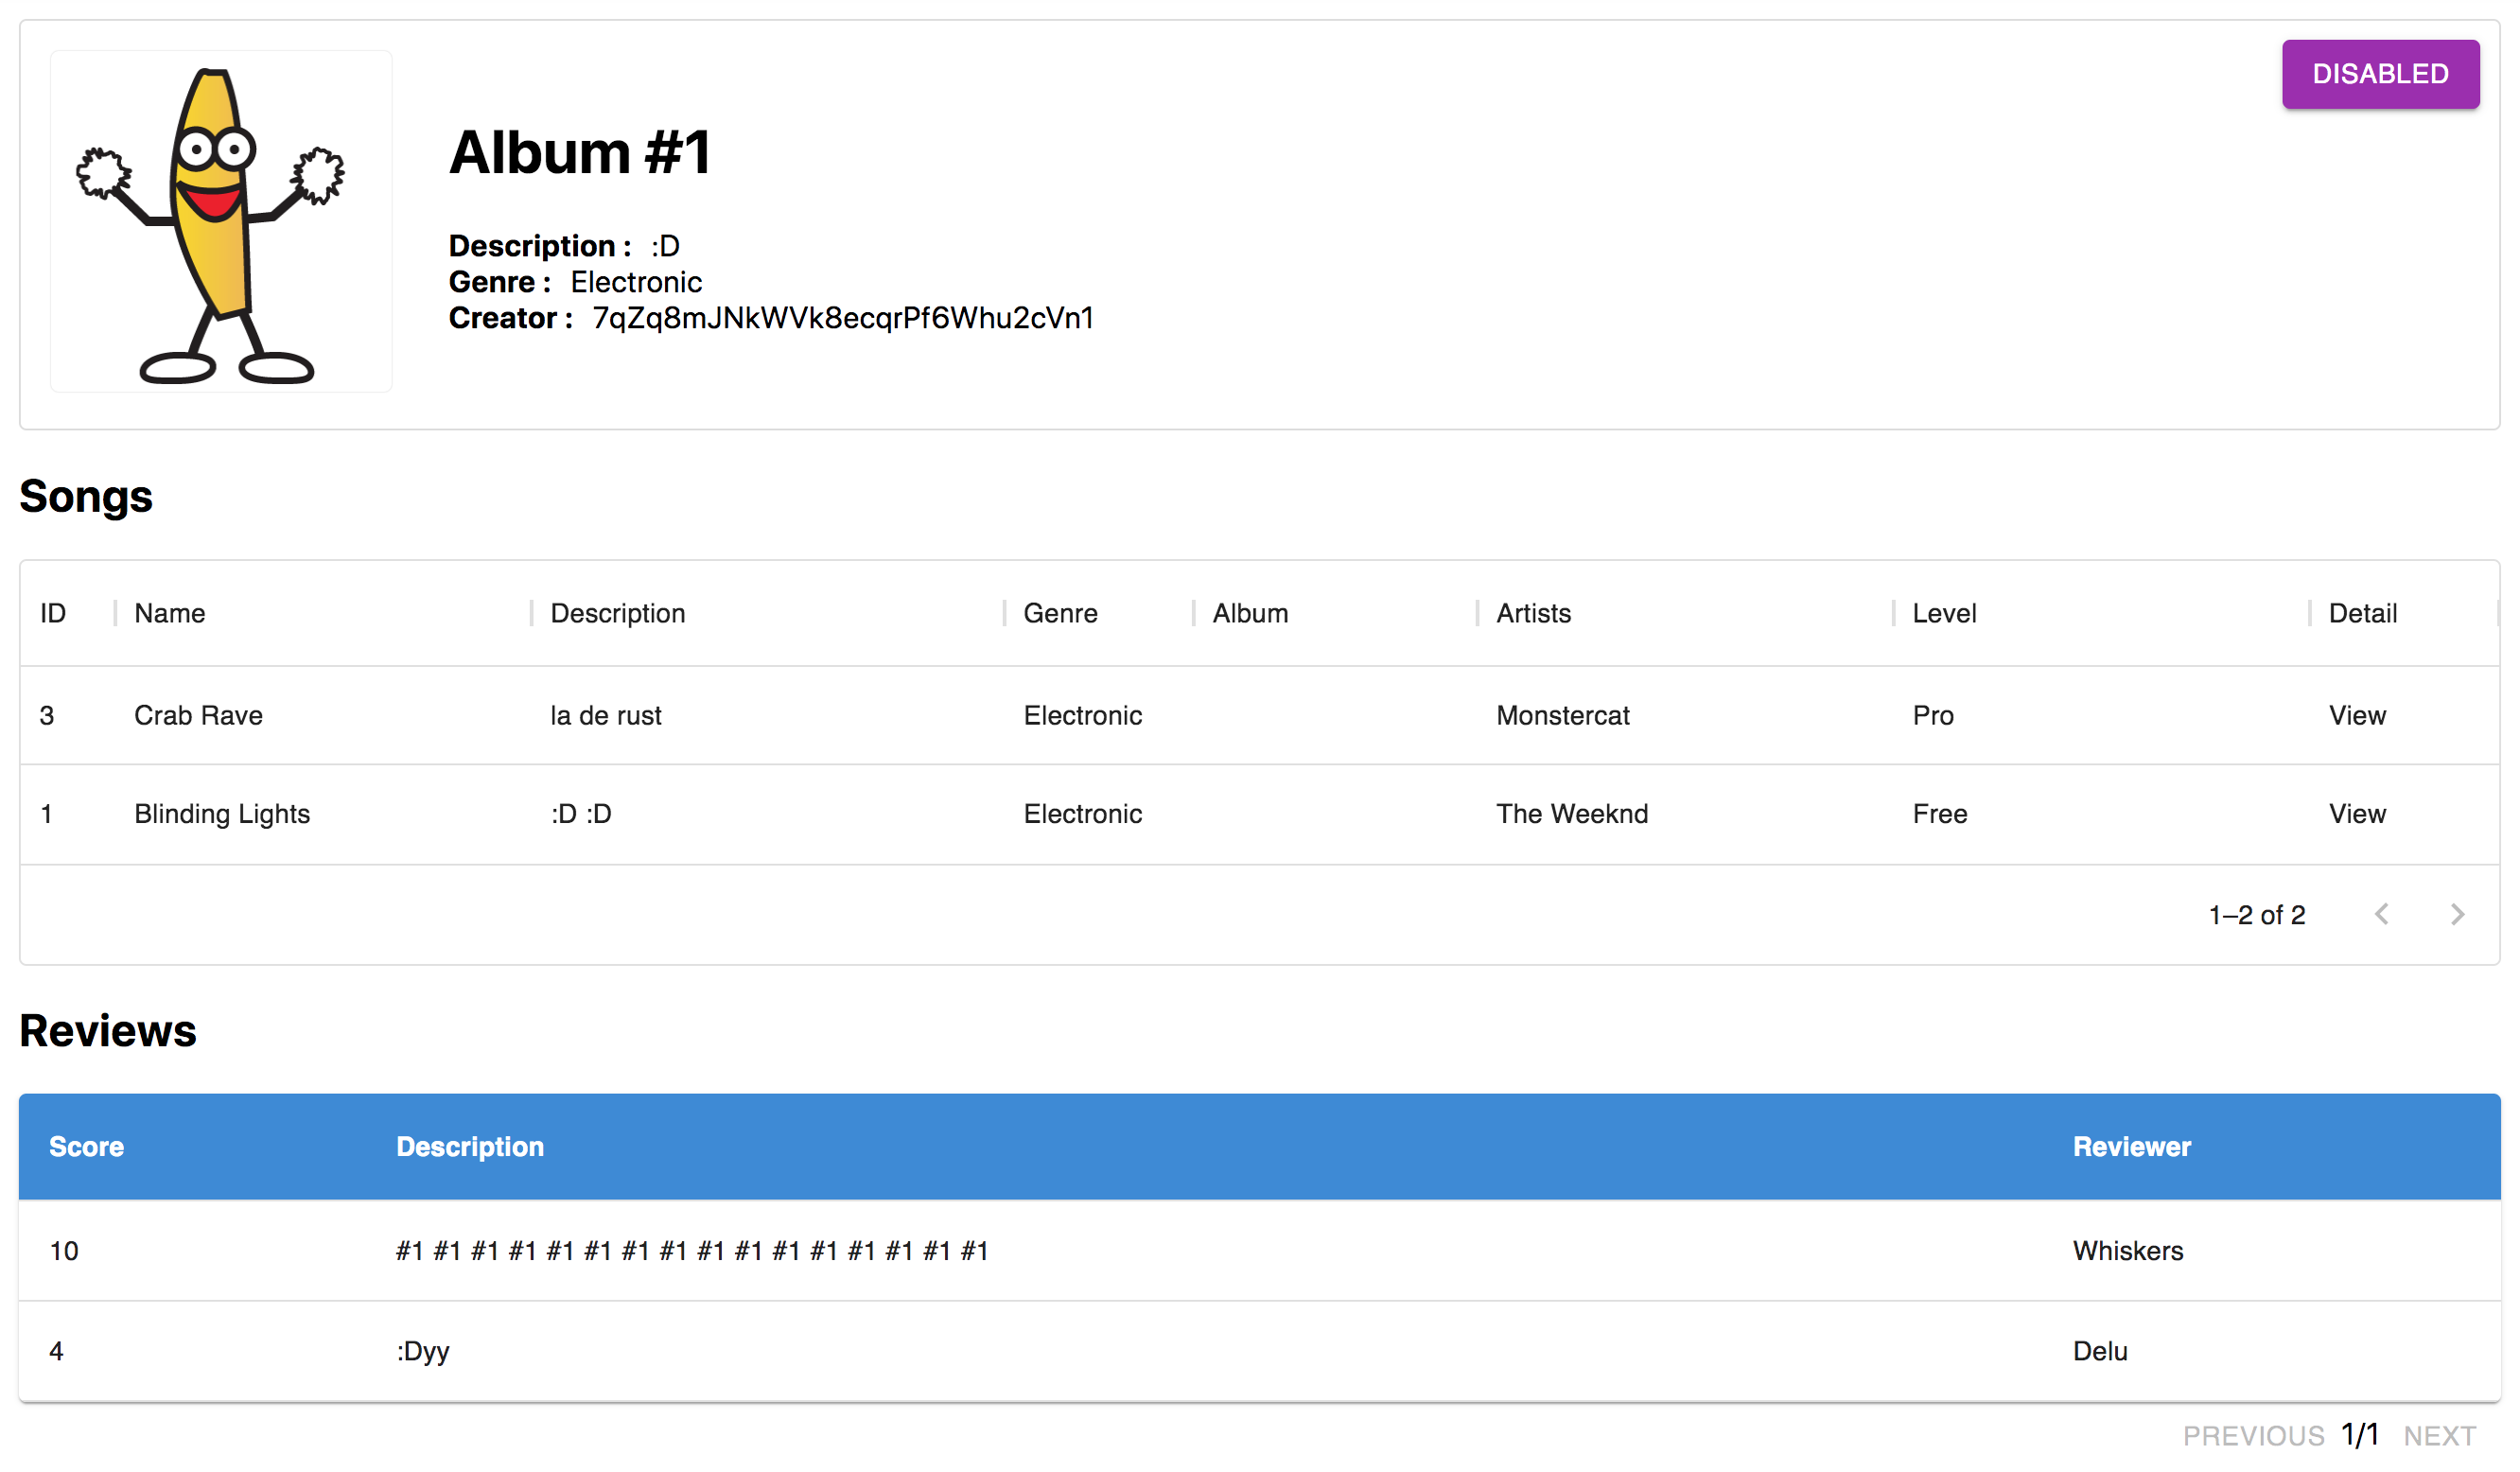 DISABLED
Album #1
Description : :D
Genre : Electronic
Creator : 7qZq8mJNkWVk8ecqrPf6Whu2cVn1
Songs
ID Name Description Genre Album Artists Level Detail
3 Crab Rave la de rust Electronic Monstercat Pro View
1 Blinding Lights :D :D Electronic The Weeknd Free View
1–2 of 2
Reviews
Score Description Reviewer
10 #1 #1 #1 #1 #1 #1 #1 #1 #1 #1 #1 #1 #1 #1 #1 #1 Whiskers
4 :Dyy Delu
PREVIOUS 1/1 NEXT